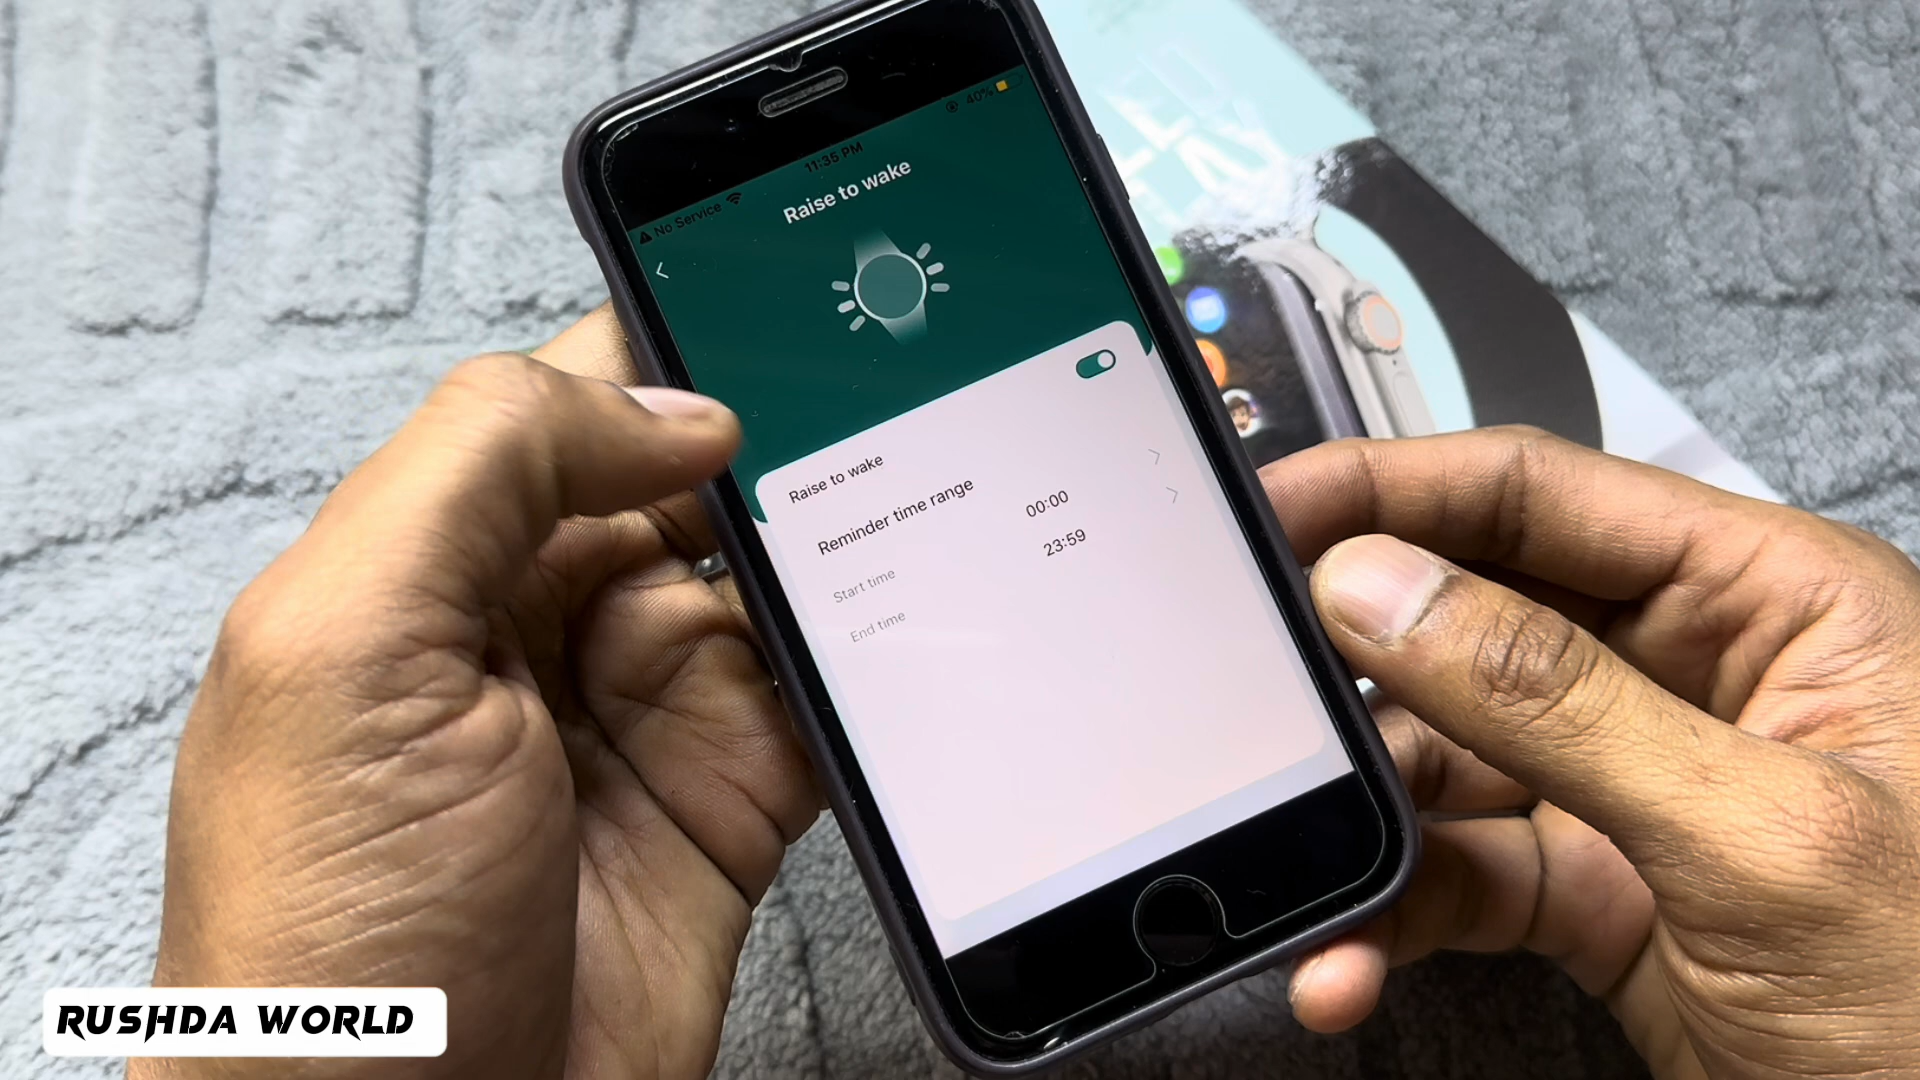 No Service
11:35 PM
40%
Raise to wake
Raise to wake
Reminder time range
Start time 00:00
End time 23:59
RUSHDA WORLD